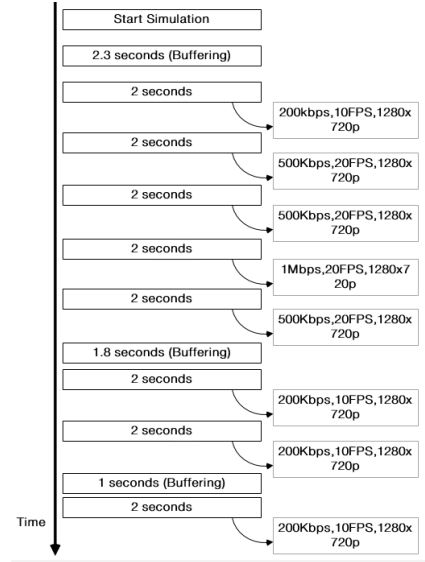 Start Simulation
2.3 seconds (Buffering)
2 seconds
200kbps,10FPS,1280x
720p
2 seconds
500Kbps,20FPS,1280x
720p
2 seconds
500Kbps,20FPS,1280x
720p
2 seconds
1Mbps,20FPS,1280x7
20p
2 seconds
500Kbps,20FPS,1280x
720p
1.8 seconds (Buffering)
2 seconds
200Kbps,10FPS,1280x
720p
2 seconds
200Kbps,10FPS,1280x
720p
1 seconds (Buffering)
2 seconds
Time
200Kbps,10FPS,1280x
720p